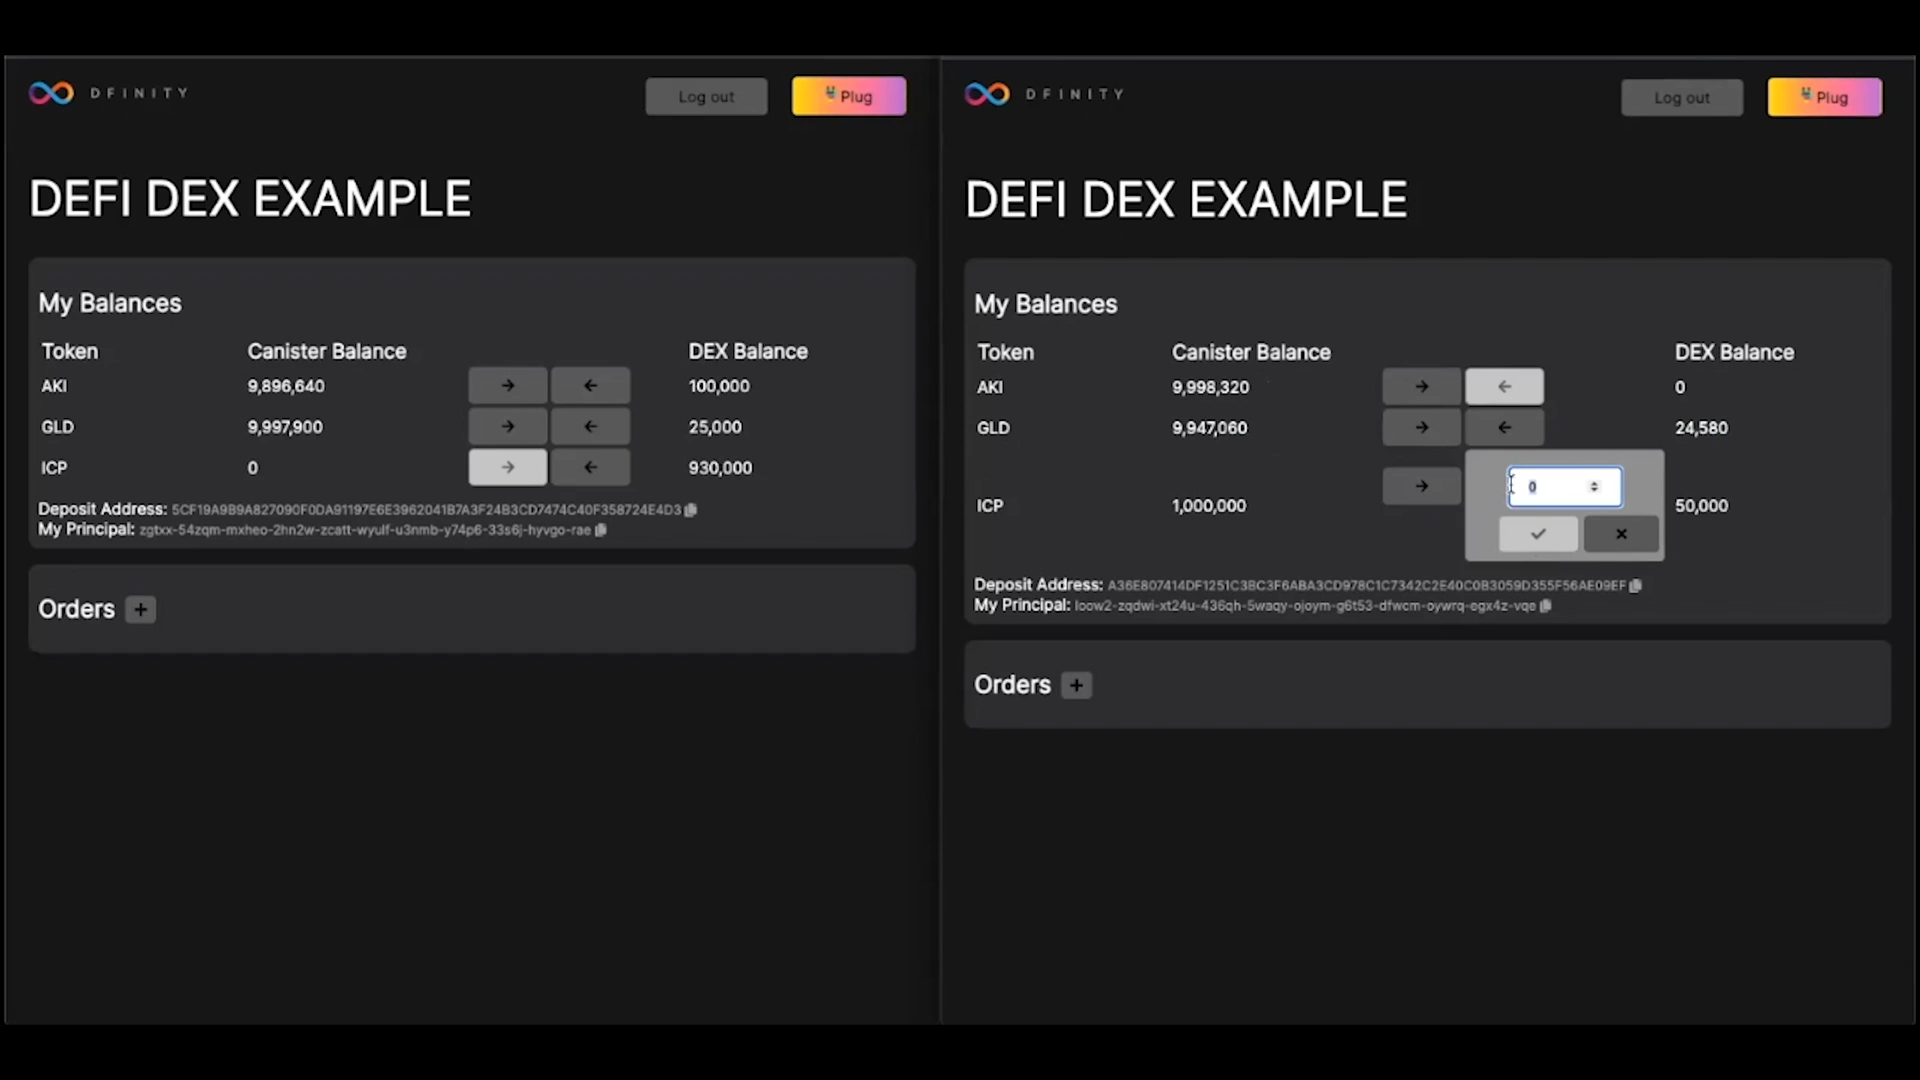 DFINITY
Log out
Plug
DEFI DEX EXAMPLE
My Balances
Token Canister Balance DEX Balance
AKI 9,896,640 → ← 100,000
GLD 9,997,900 → ← 25,000
ICP 0 → ← 930,000
Deposit Address: 5CF19A9B9A827090F0DA91197E6E3962041B7A3F24B3CD7474C40F358724E4D3
My Principal: zgtxx-54zqm-mxheo-2hn2w-zcatt-wyulf-u3nmb-y74p6-33s6j-hyvgo-rae
Orders +
DFINITY
Log out
Plug
DEFI DEX EXAMPLE
My Balances
Token Canister Balance DEX Balance
AKI 9,998,320 → ← 0
GLD 9,947,060 → ← 24,580
ICP 1,000,000 → 0 50,000
Deposit Address: A36E807414DF1251C3BC3F6ABA3CD978C1C7342C2E40C0B3059D355F56AE09EF
My Principal: loow2-zqdwi-xt24u-436qh-5waqy-ojoym-g6t53-dfwcm-oywrq-egx4z-vqe
Orders +